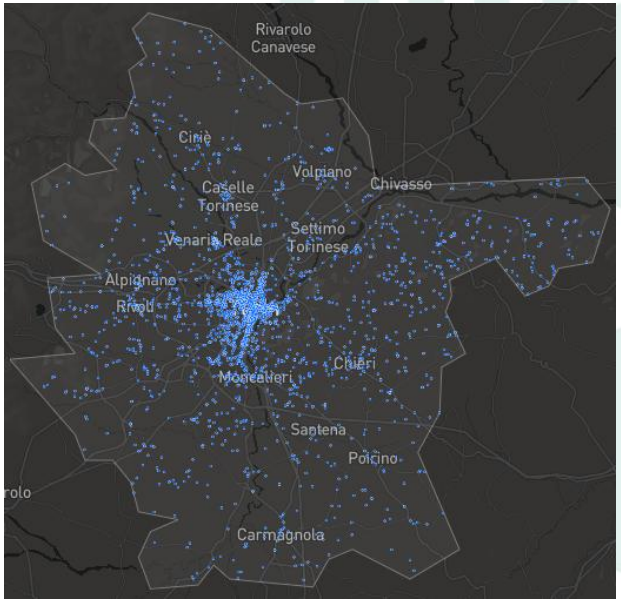 Rivarolo
Canavese
Ciriè
Volpiano
Chivasso
Caselle
Torinese
Settimo
Torinese
Venaria Reale
Alpignano
Rivoli
Chieri
Moncalieri
Santena
Poirino
rolo
Carmagnola